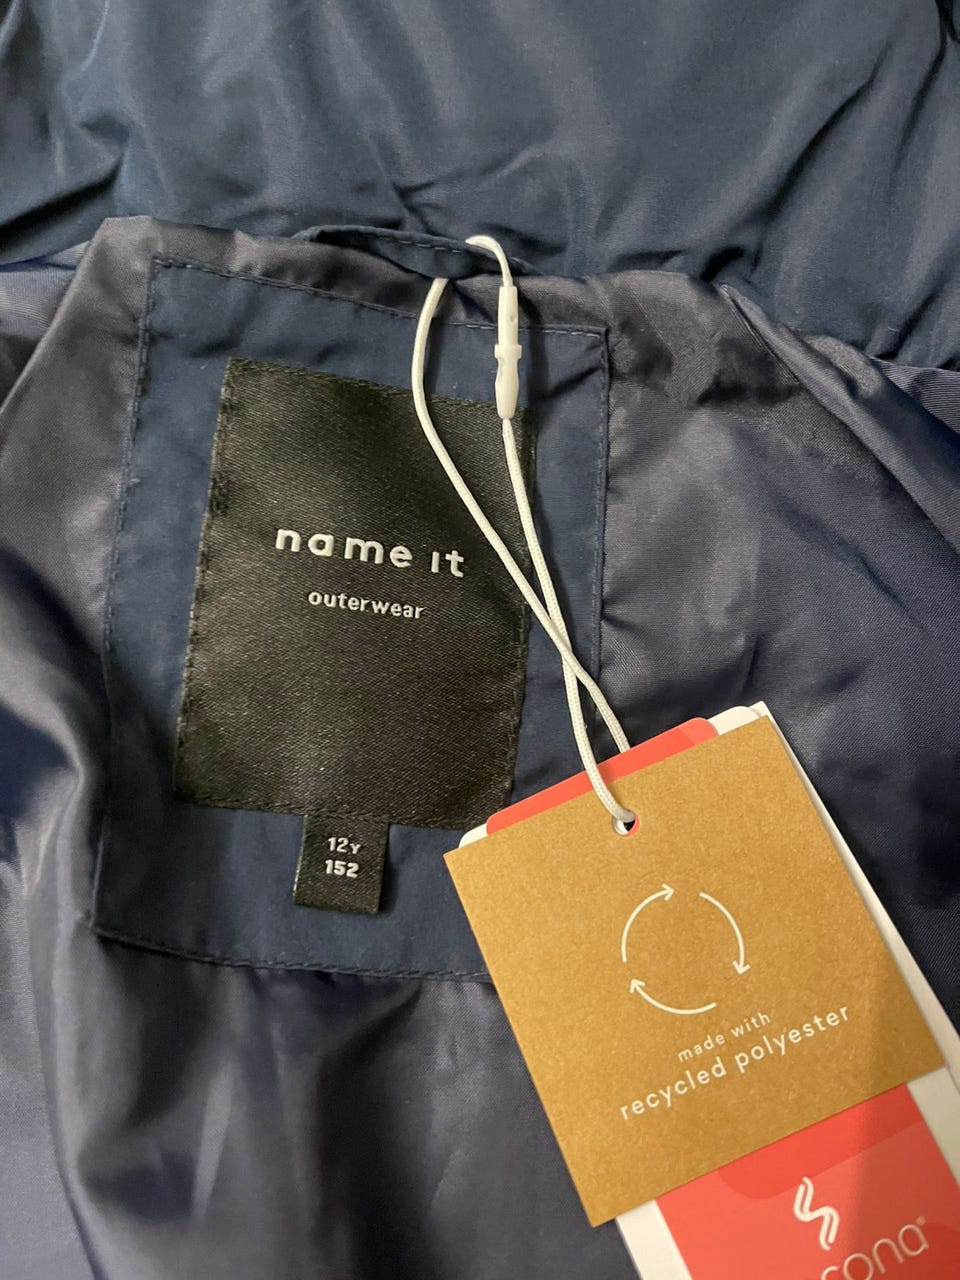 name it
outerwear
12Y
152
made with
recycled polyester